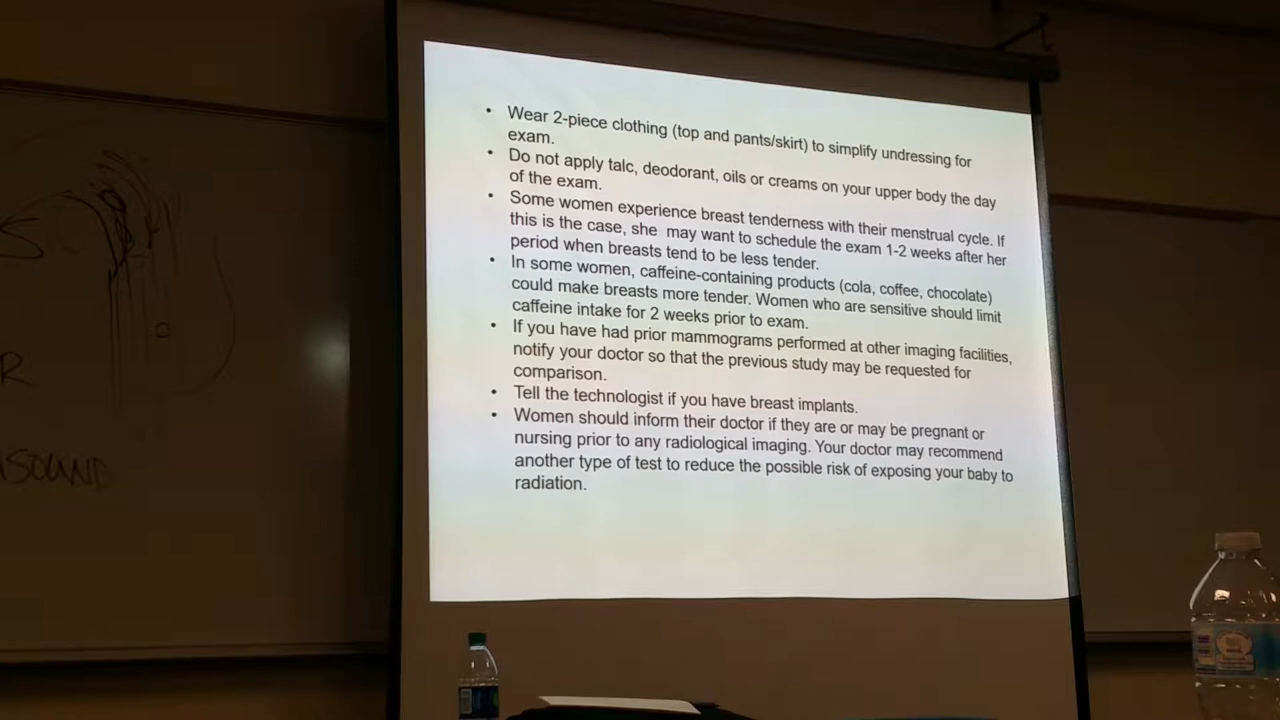 • Wear 2-piece clothing (top and pants/skirt) to simplify undressing for
exam.
• Do not apply talc, deodorant, oils or creams on your upper body the day
of the exam.
• Some women experience breast tenderness with their menstrual cycle. If
this is the case, she may want to schedule the exam 1-2 weeks after her
period when breasts tend to be less tender.
• In some women, caffeine-containing products (cola, coffee, chocolate)
could make breasts more tender. Women who are sensitive should limit
caffeine intake for 2 weeks prior to exam.
• If you have had prior mammograms performed at other imaging facilities,
notify your doctor so that the previous study may be requested for
comparison.
• Tell the technologist if you have breast implants.
• Women should inform their doctor if they are or may be pregnant or
nursing prior to any radiological imaging. Your doctor may recommend
another type of test to reduce the possible risk of exposing your baby to
radiation.